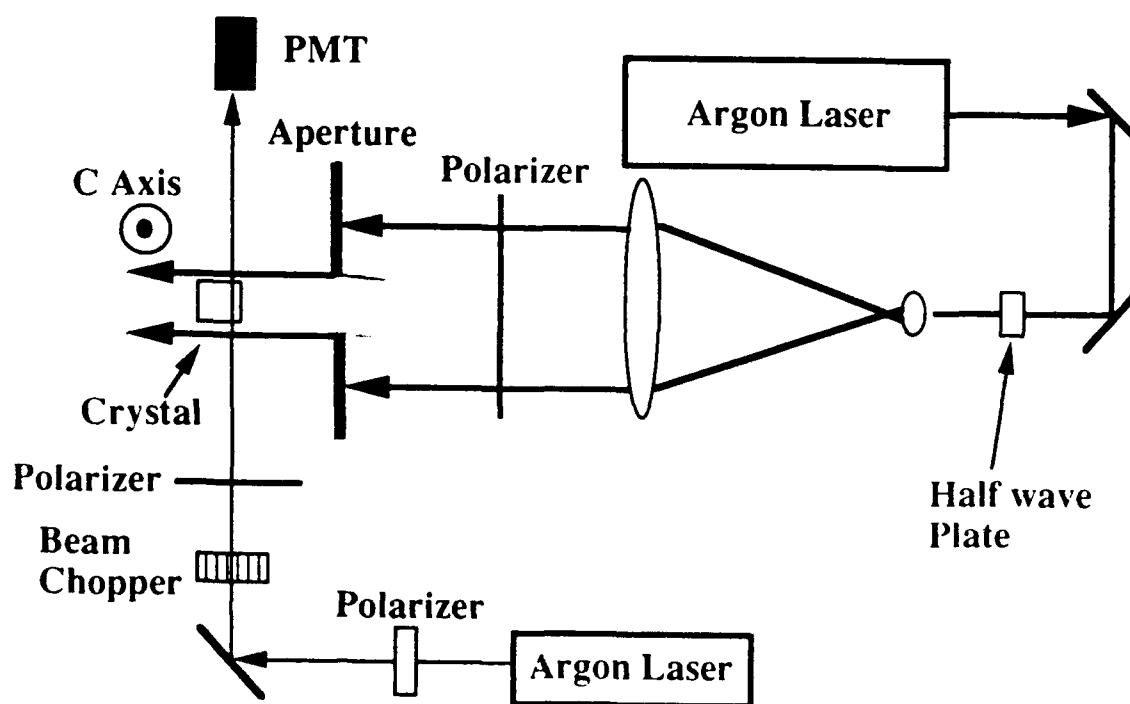 PMT
Argon Laser
Aperture
Polarizer
C Axis
Crystal
Polarizer
Half wave
Plate
Beam
Chopper
Polarizer
Argon Laser